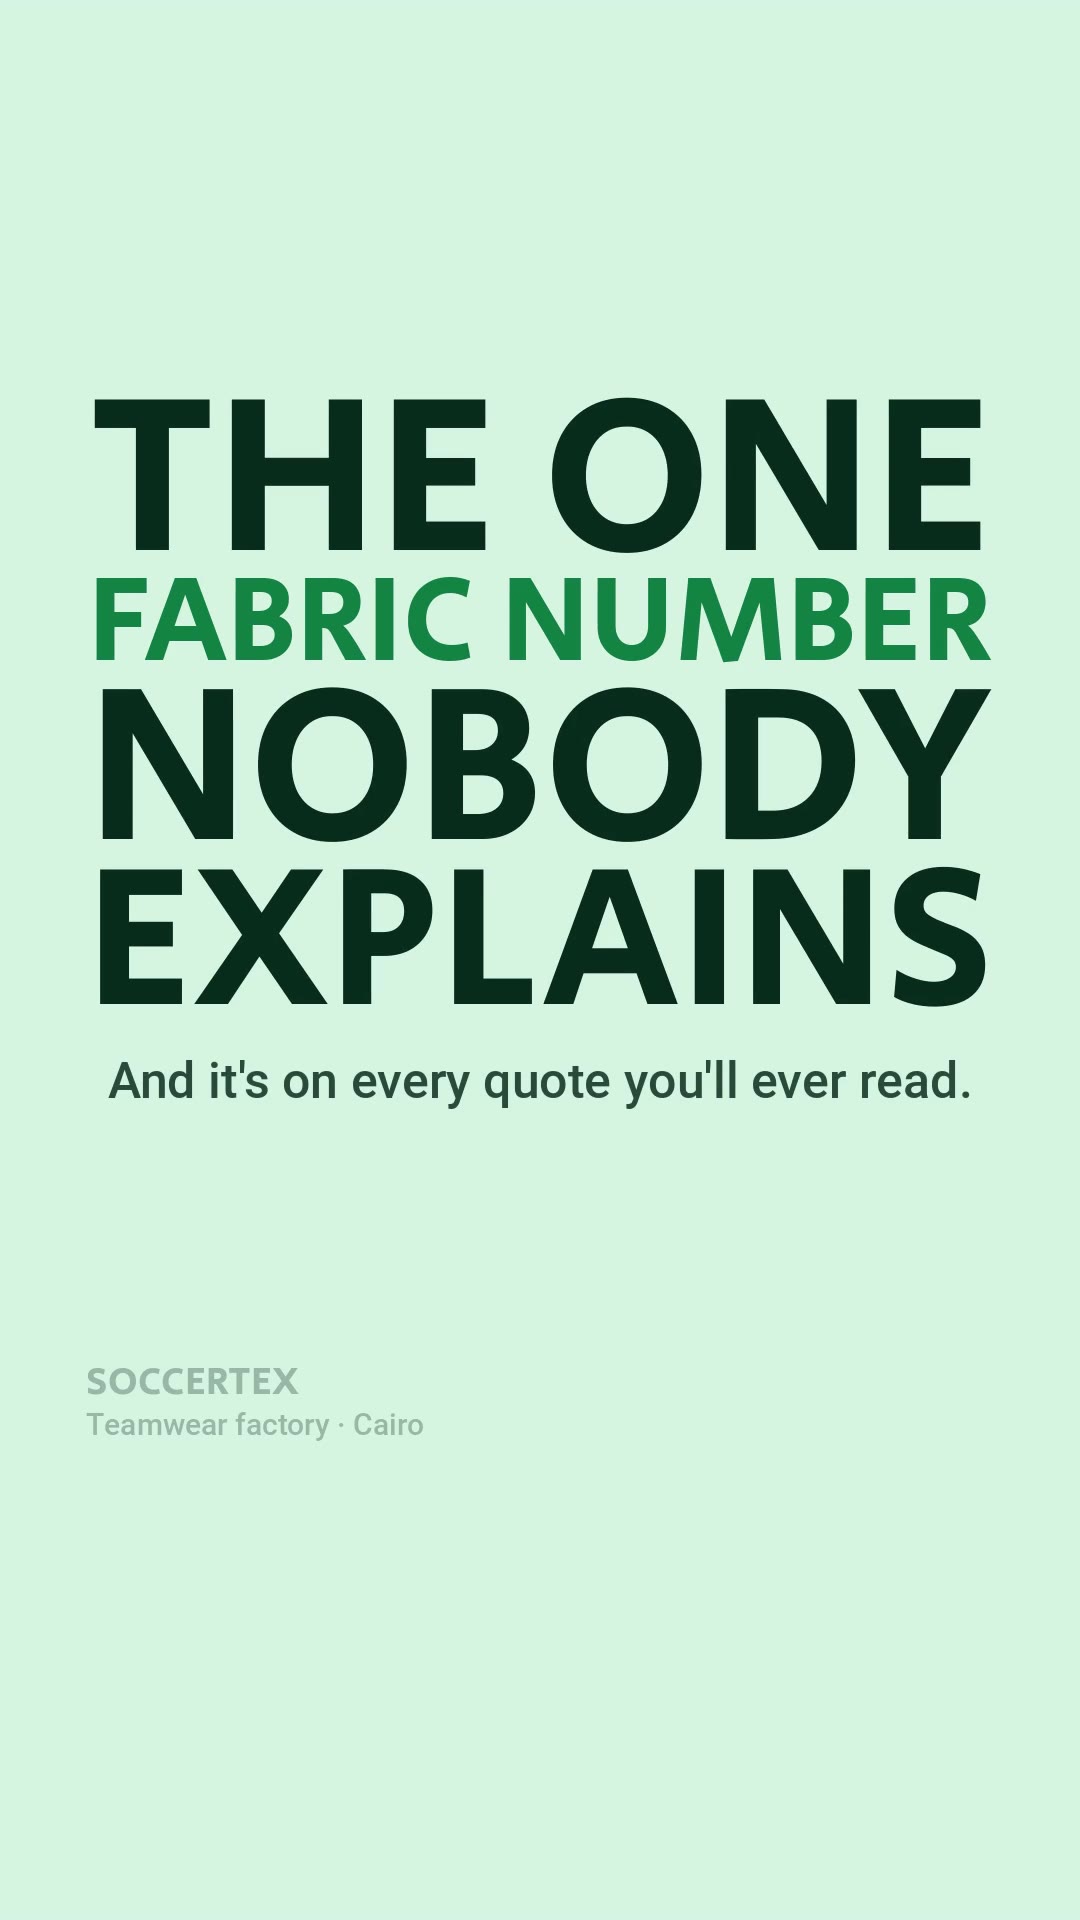 THE ONE
FABRIC NUMBER
NOBODY
EXPLAINS
And it's on every quote you'll ever read.
SOCCERTEX
Teamwear factory · Cairo